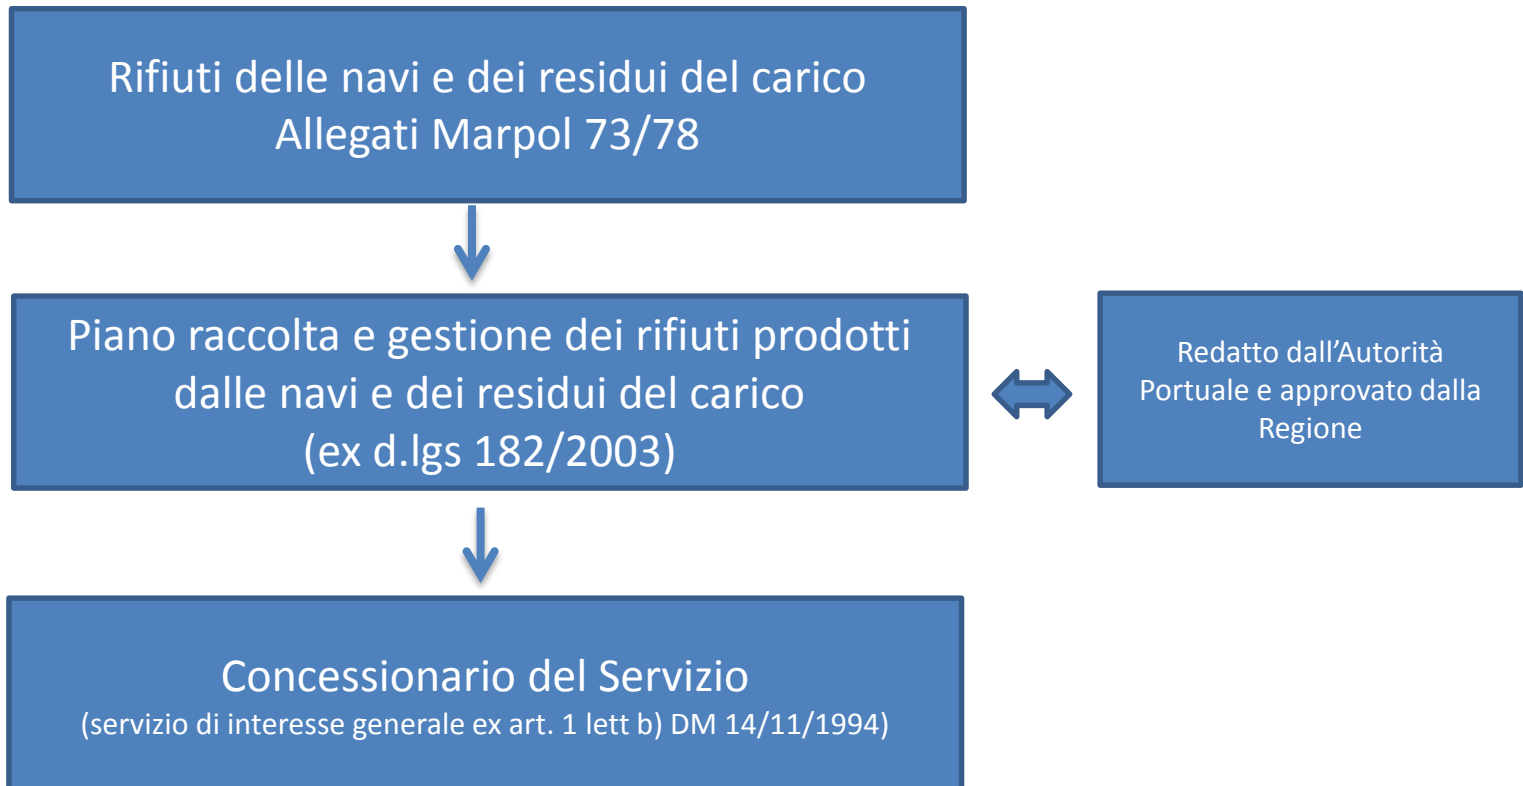 Rifiuti delle navi e dei residui del carico
Allegati Marpol 73/78
Piano raccolta e gestione dei rifiuti prodotti
dalle navi e dei residui del carico
(ex d.lgs 182/2003)
Redatto dall’Autorità
Portuale e approvato dalla
Regione
Concessionario del Servizio
(servizio di interesse generale ex art. 1 lett b) DM 14/11/1994)